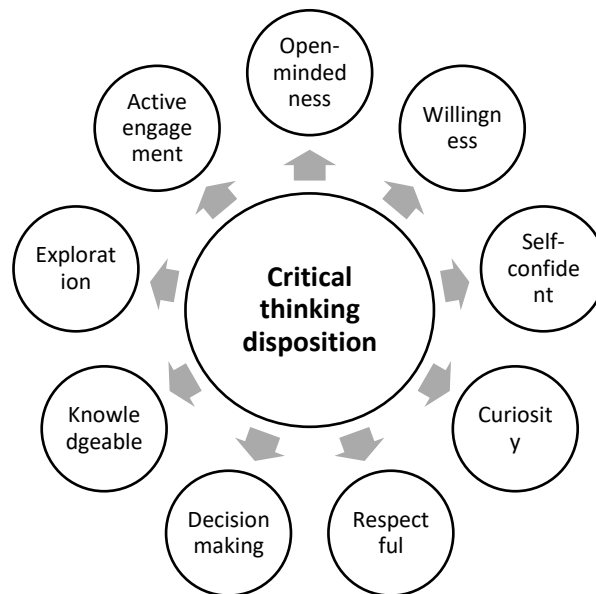 Open-
minded
ness
Willingn
ess
Self-
confide
nt
Curiosit
y
Respect
ful
Decision
making
Knowle
dgeable
Explorat
ion
Active
engage
ment
Critical
thinking
disposition